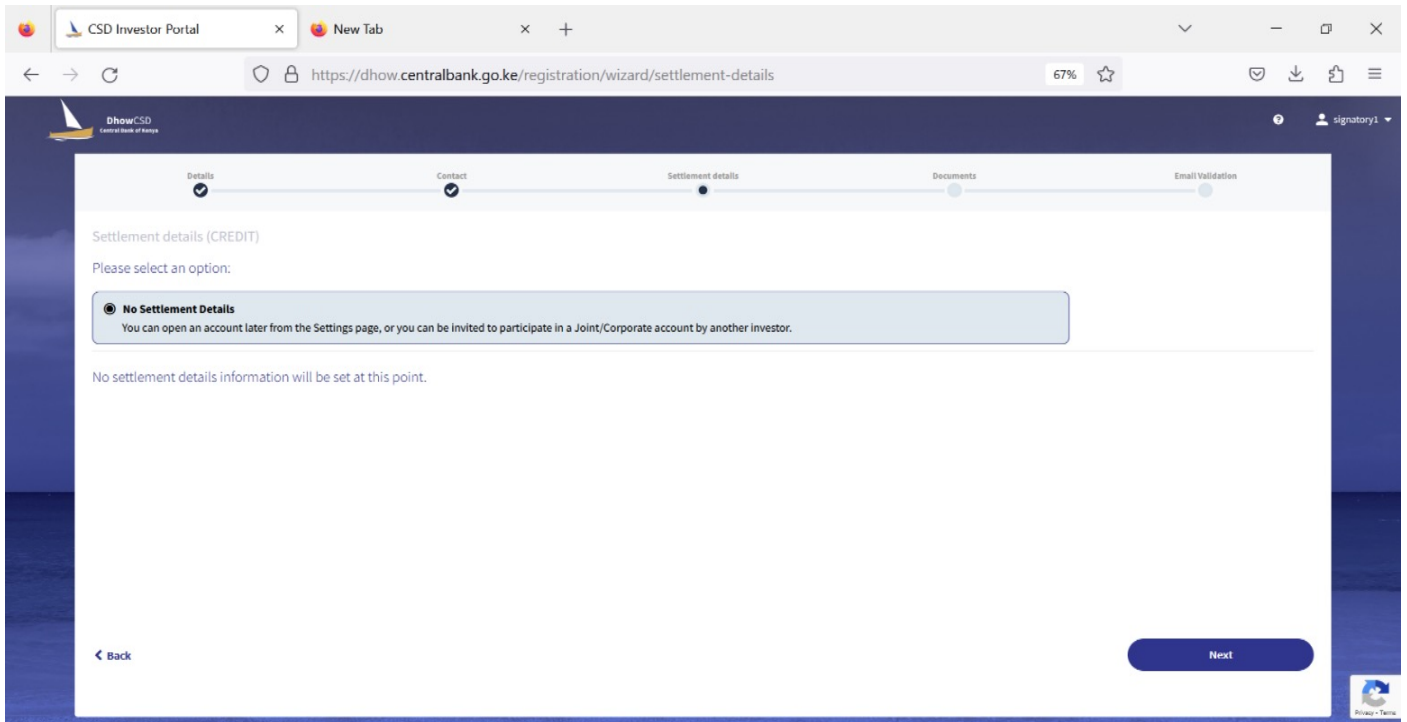 CSD Investor Portal
New Tab
https://dhow.centralbank.go.ke/registration/wizard/settlement-details
67%
DhowCSD
Central Bank of Kenya
signatory1
Details
Contact
Settlement details
Documents
Email Validation
Settlement details (CREDIT)
Please select an option:
No Settlement Details
You can open an account later from the Settings page, or you can be invited to participate in a Joint/Corporate account by another investor.
No settlement details information will be set at this point.
Back
Next
Privacy - Terms